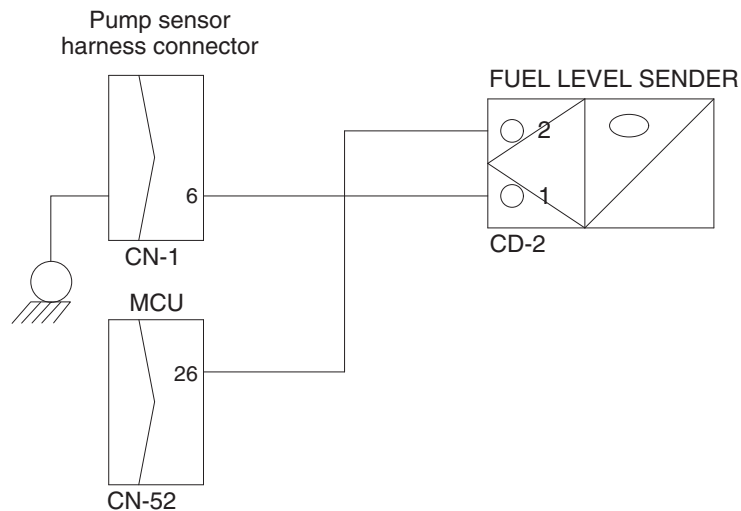 Pump sensor
harness connector
6
CN-1
MCU
26
CN-52
FUEL LEVEL SENDER
2
1
CD-2